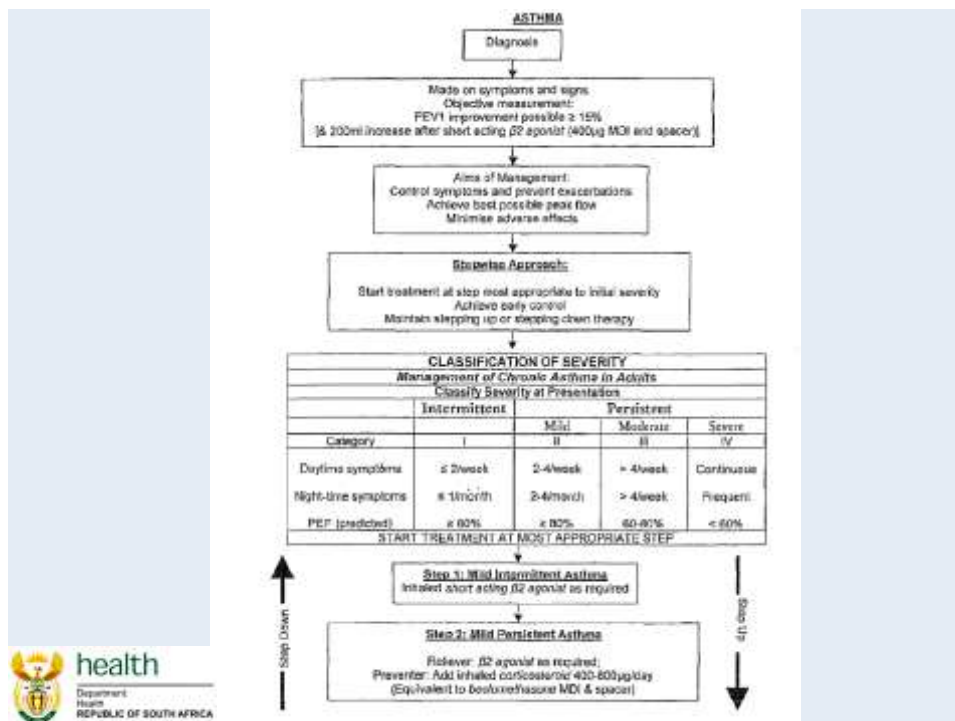 ASTHMA
Diagnosis
Made on symptoms and signs
Objective measurement:
FEV1 improvement possible ≥ 15%
[& 200ml increase after short acting β2 agonist (400µg MDI and spacer)]
Aims of Management:
Control symptoms and prevent exacerbations
Achieve best possible peak flow
Minimise adverse effects
Stepwise Approach:
Start treatment at step most appropriate to initial severity
Achieve early control
Maintain stepping up or stepping down therapy
CLASSIFICATION OF SEVERITY
Management of Chronic Asthma in Adults
Classify Severity at Presentation
Intermittent Persistent
Mild Moderate Severe
Category I II III IV
Daytime symptoms ≤ 2/week 2-4/week > 4/week Continuous
Night-time symptoms ≤ 1/month 2-4/month > 4/week Frequent
PEF (predicted) ≥ 80% 60-80% < 60%
START TREATMENT AT MOST APPROPRIATE STEP
Step 1: Mild Intermittent Asthma
Inhaled short acting β2 agonist as required
Step 2: Mild Persistent Asthma
Reliever: β2 agonist as required;
Preventer: Add inhaled corticosteroid 400-800µg/day
(Equivalent to MDI & spacer)
Step Down
Step Up
health
Department
Health
REPUBLIC OF SOUTH AFRICA